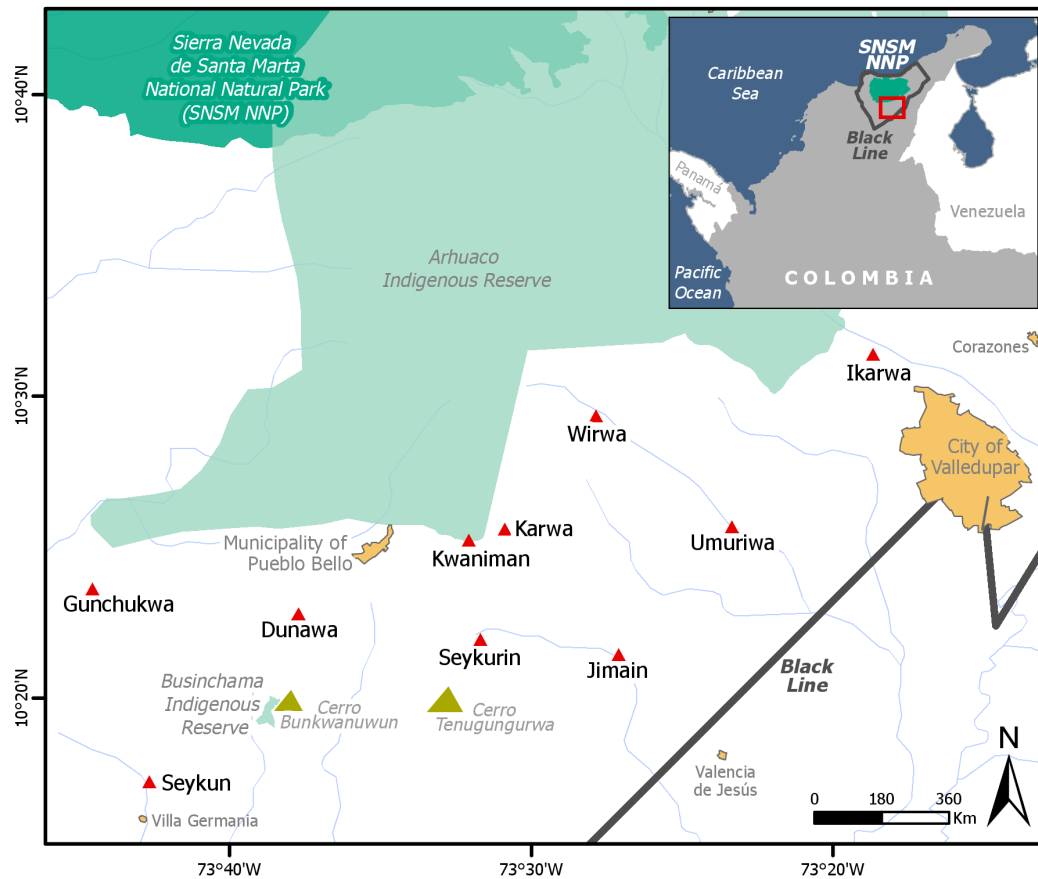 Sierra Nevada
de Santa Marta
National Natural Park
(SNSM NNP)
Caribbean
Sea
SNSM
NNP
Black
Line
Panamá
Venezuela
Pacific
Ocean
COLOMBIA
Arhuaco
Indigenous Reserve
Corazones
Ikarwa
Wirwa
City of
Valledupar
Karwa
Kwaniman
Umuriwa
Municipality of
Pueblo Bello
Gunchukwa
Dunawa
Seykurin
Jimain
Black
Line
Businchama
Indigenous
Reserve
Cerro
Bunkwanuwun
Cerro
Tenugungurwa
Seykun
Villa Germania
Valencia
de Jesús
N
0 180 360
Km
10°40'N
10°30'N
10°20'N
73°40'W 73°30'W 73°20'W